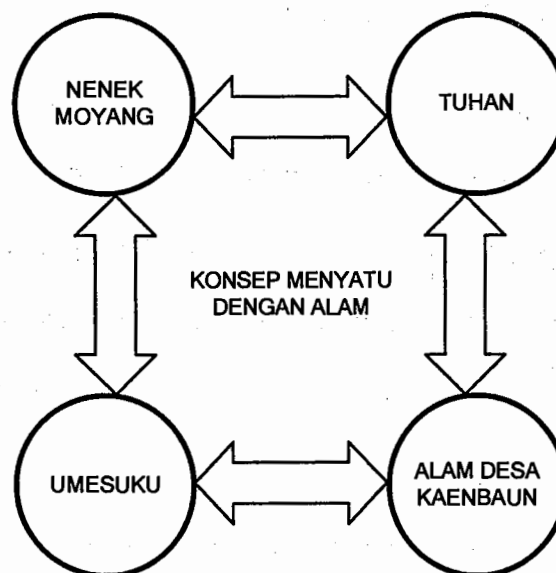 NENEK
MOYANG
TUHAN
KONSEP MENYATU
DENGAN ALAM
UMESUKU
ALAM DESA
KAENBAUN